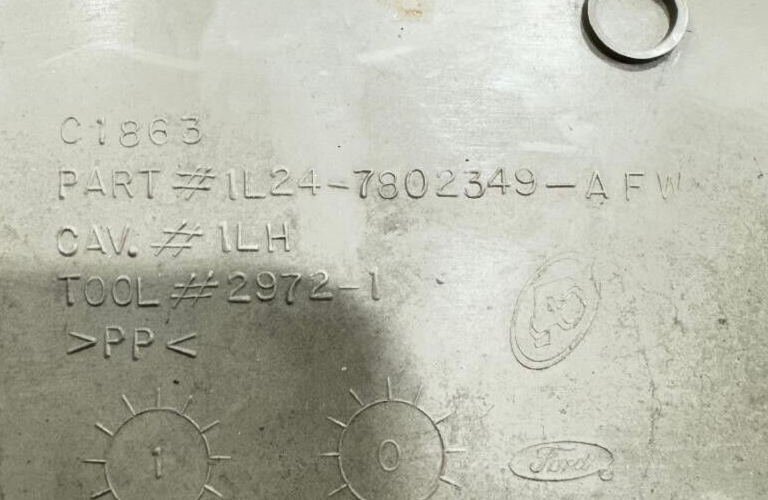 C1863
PART # 1L24-7802349-AFW
CAV. # 1LH
TOOL # 2972-1
>PP<
1 0
Ford